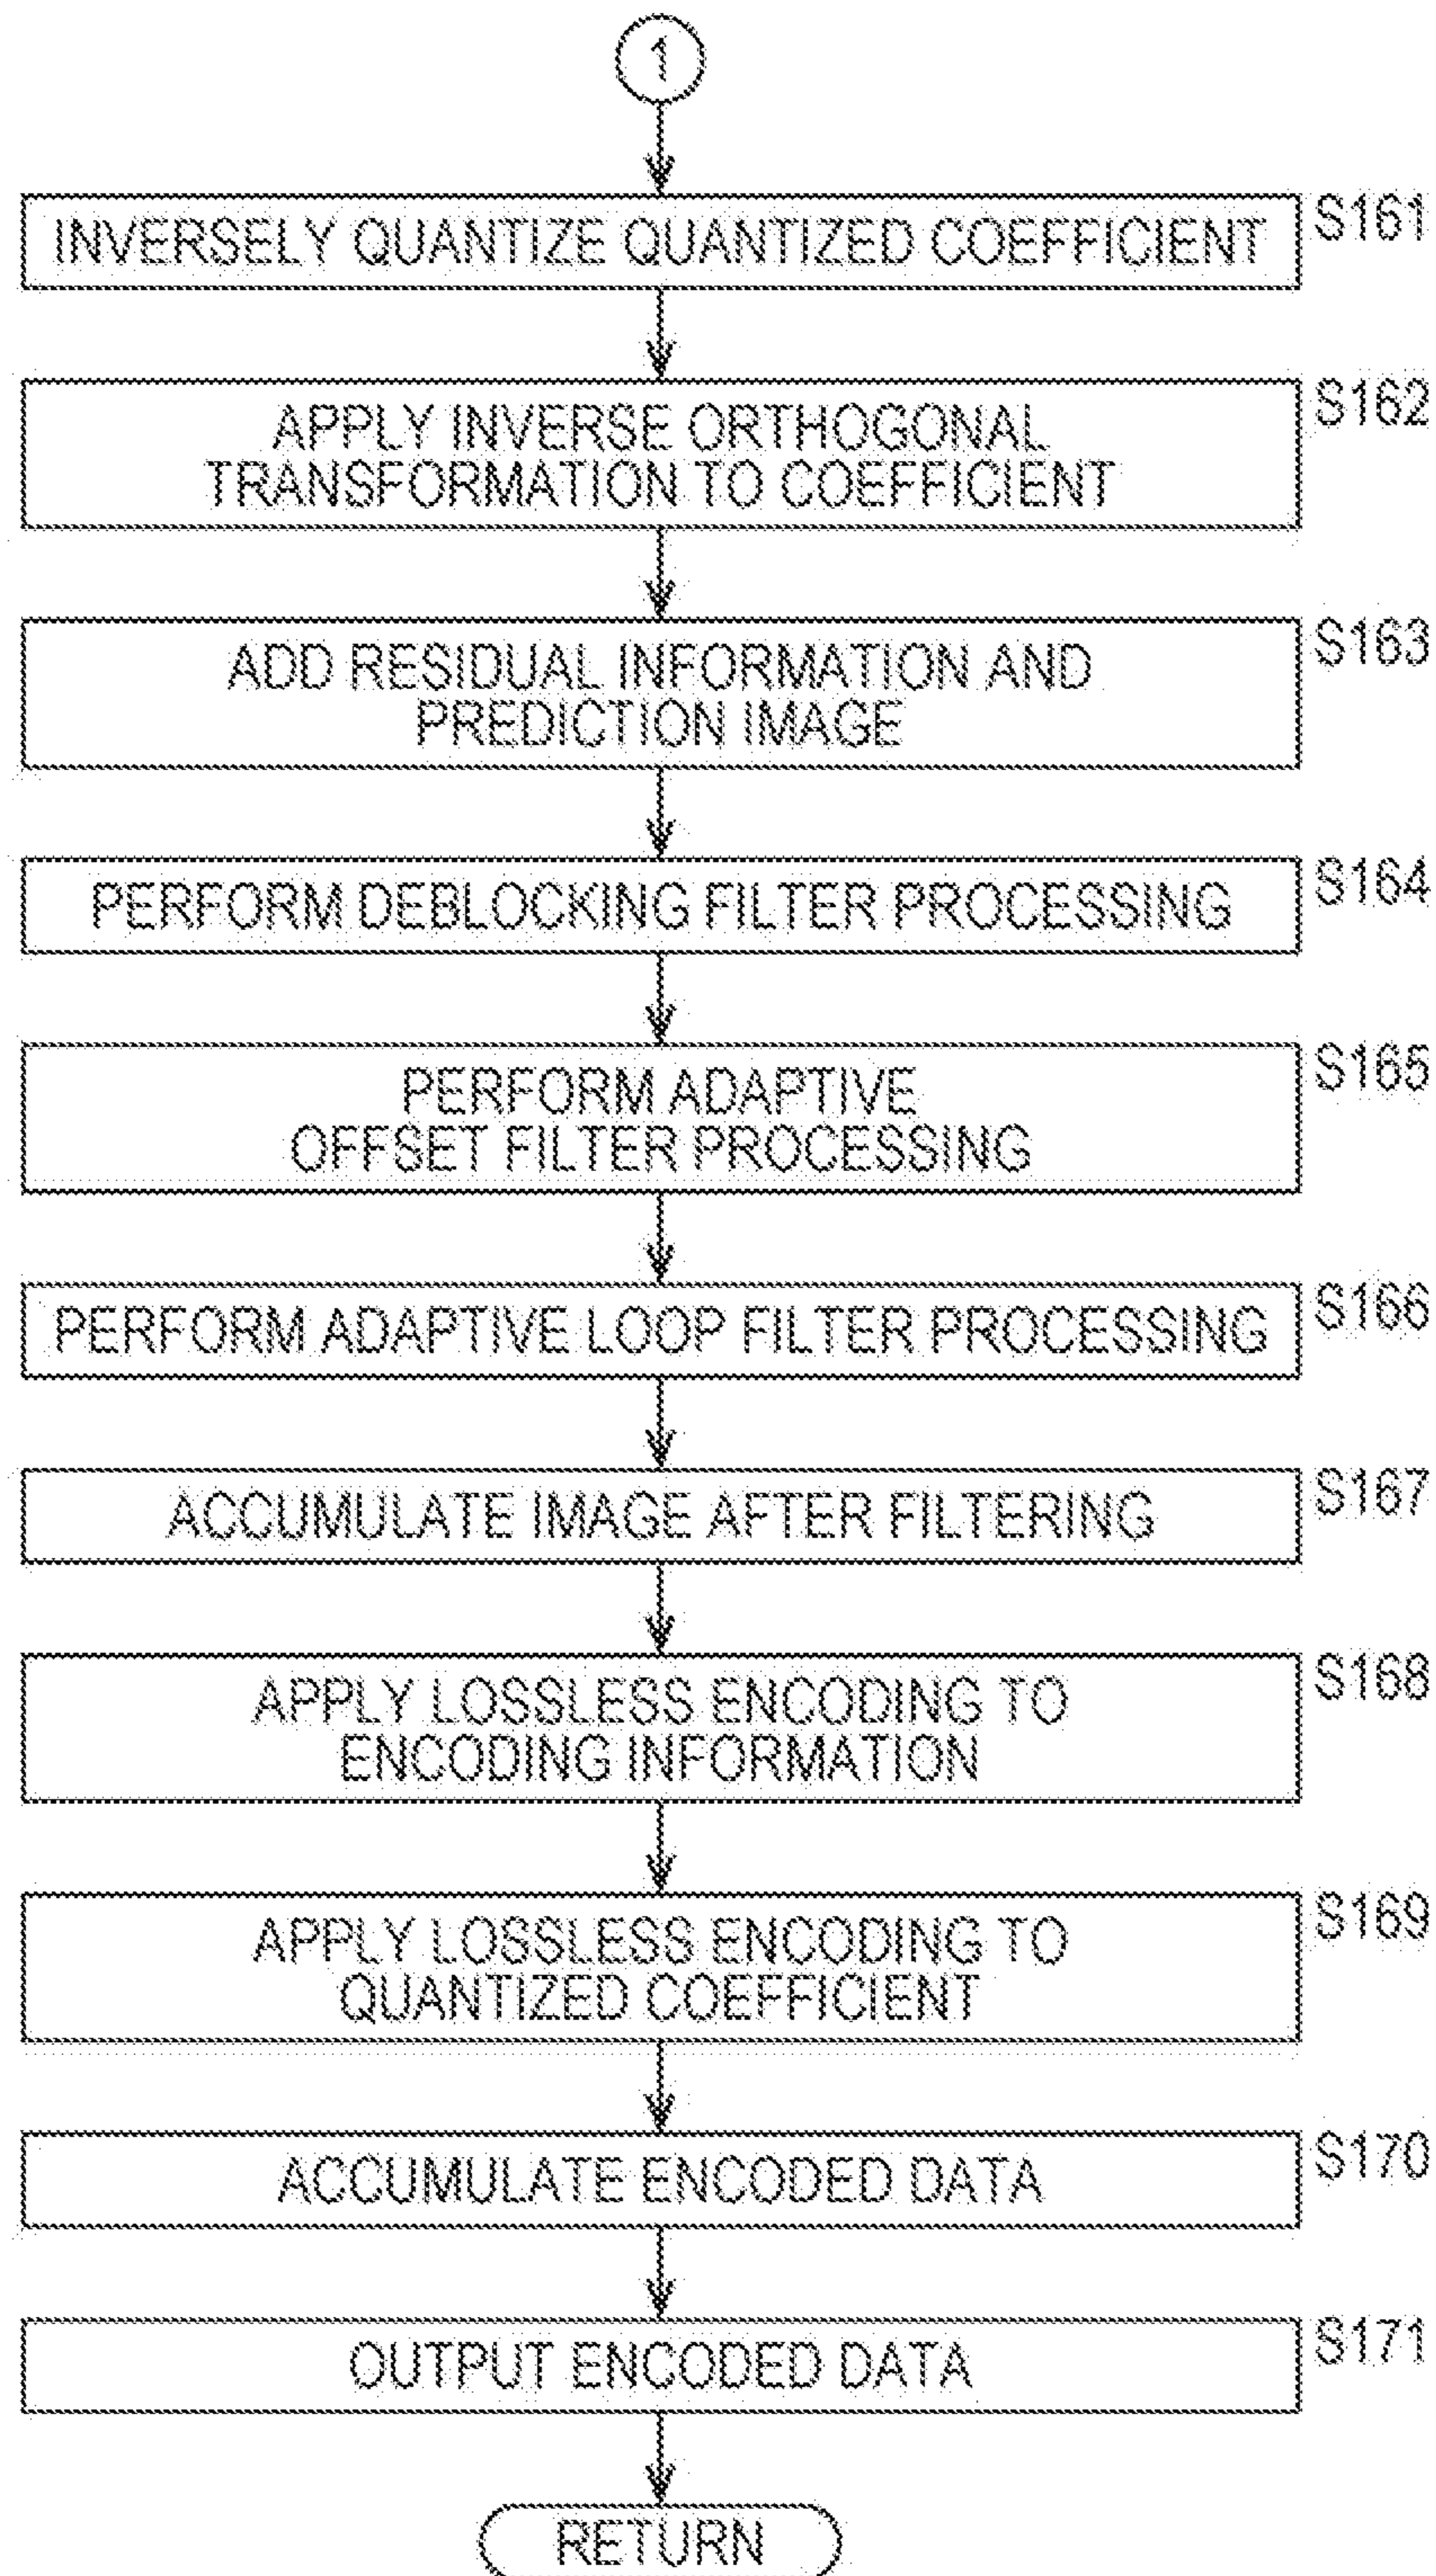 1
INVERSELY QUANTIZE QUANTIZED COEFFICIENT
S161
APPLY INVERSE ORTHOGONAL
TRANSFORMATION TO COEFFICIENT
S162
ADD RESIDUAL INFORMATION AND
PREDICTION IMAGE
S163
PERFORM DEBLOCKING FILTER PROCESSING
S164
PERFORM ADAPTIVE
OFFSET FILTER PROCESSING
S165
PERFORM ADAPTIVE LOOP FILTER PROCESSING
S166
ACCUMULATE IMAGE AFTER FILTERING
S167
APPLY LOSSLESS ENCODING TO
ENCODING INFORMATION
S168
APPLY LOSSLESS ENCODING TO
QUANTIZED COEFFICIENT
S169
ACCUMULATE ENCODED DATA
S170
OUTPUT ENCODED DATA
S171
RETURN